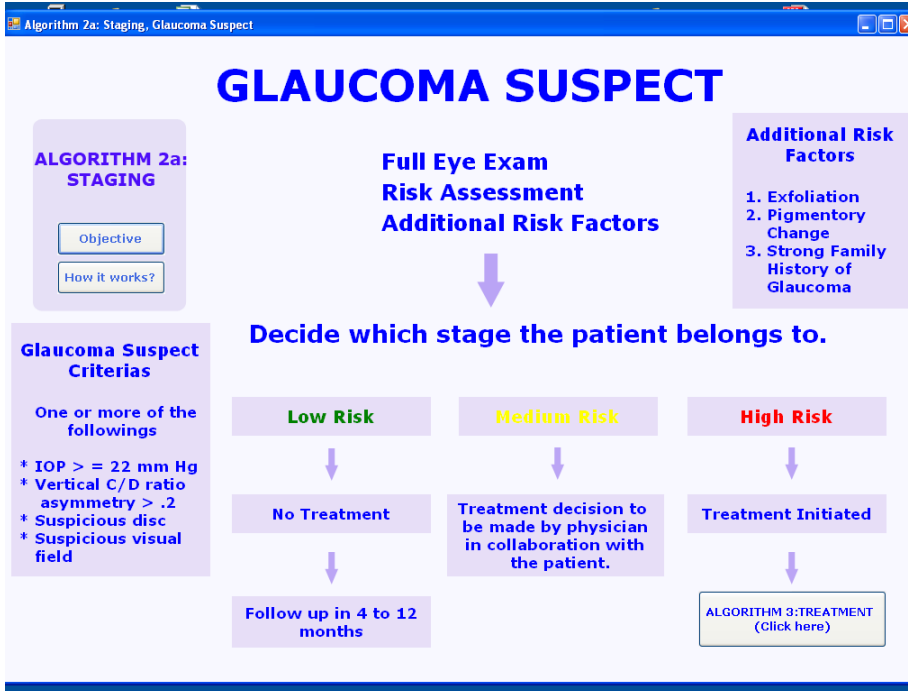 Algorithm 2a: Staging, Glaucoma Suspect
GLAUCOMA SUSPECT
ALGORITHM 2a:
STAGING
Objective
How it works?
Full Eye Exam
Risk Assessment
Additional Risk Factors
Additional Risk
Factors
1. Exfoliation
2. Pigmentory
Change
3. Strong Family
History of
Glaucoma
Decide which stage the patient belongs to.
Glaucoma Suspect
Criterias
One or more of the
followings
* IOP > = 22 mm Hg
* Vertical C/D ratio
asymmetry > .2
* Suspicious disc
* Suspicious visual
field
Low Risk
No Treatment
Follow up in 4 to 12
months
Medium Risk
Treatment decision to
be made by physician
in collaboration with
the patient.
High Risk
Treatment Initiated
ALGORITHM 3:TREATMENT
(Click here)